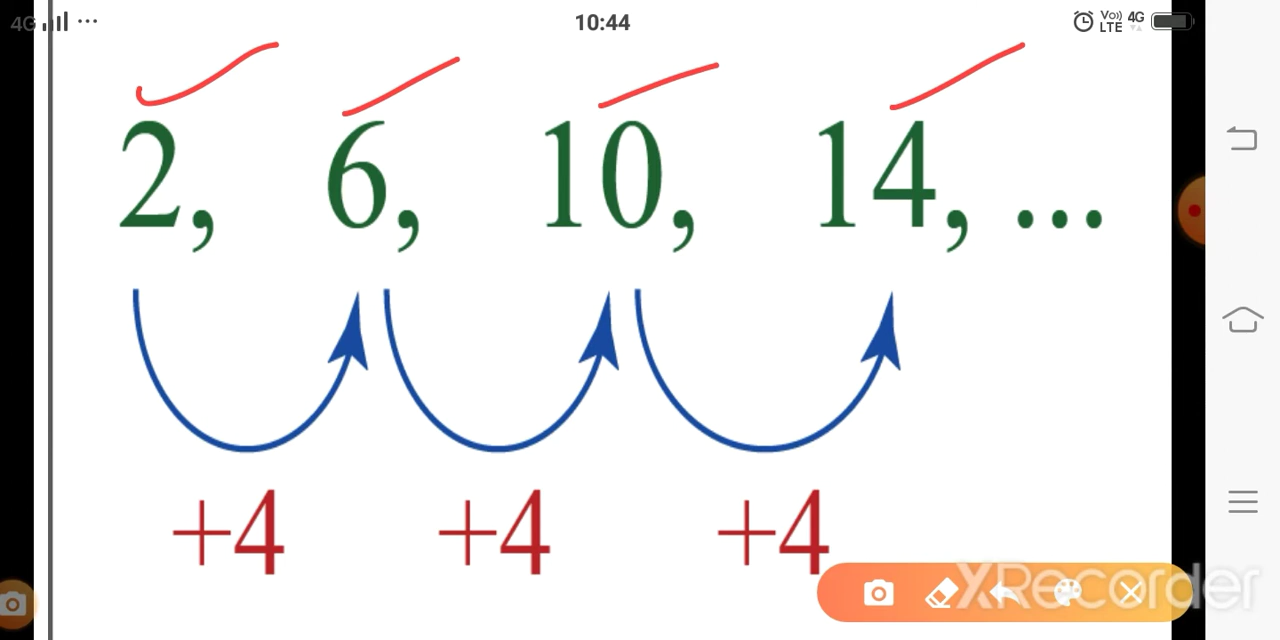 4G 10:44 Vo)) LTE 4G
2, 6, 10, 14, ...
+4 +4 +4
XRecorder